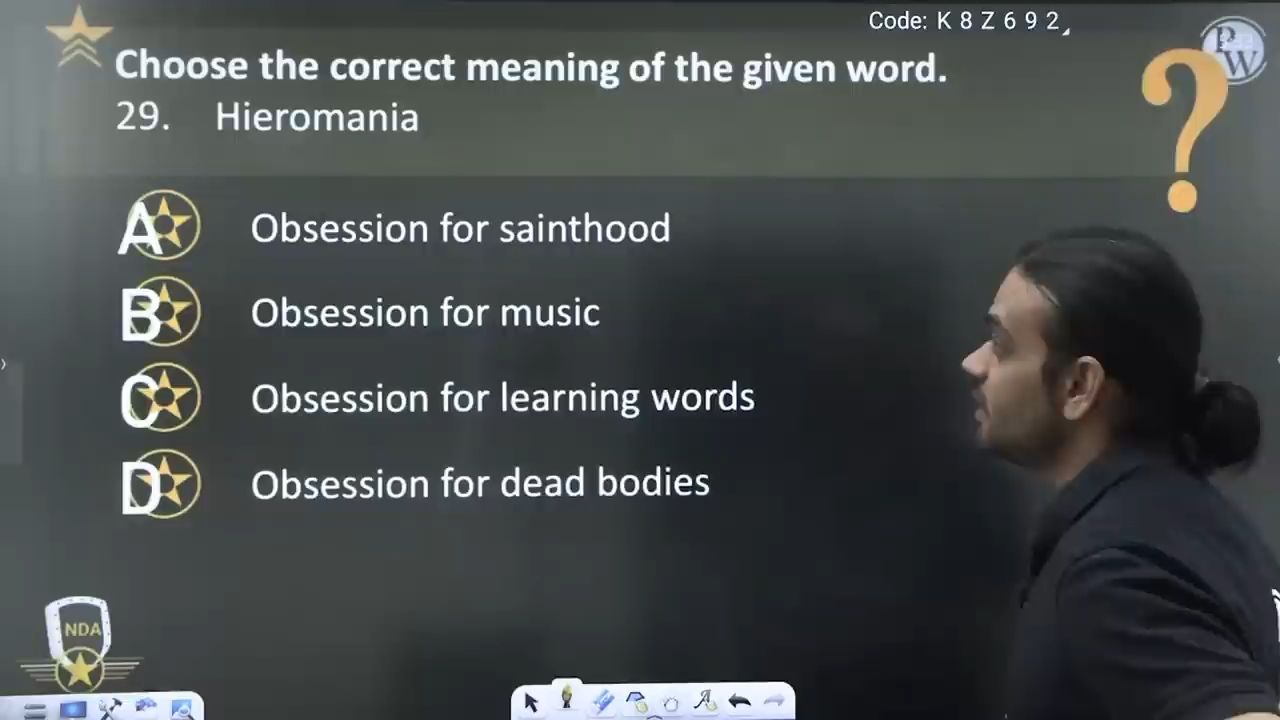 Code: K 8 Z 6 9 2
PW
Choose the correct meaning of the given word.
29. Hieromania
A Obsession for sainthood
B Obsession for music
C Obsession for learning words
D Obsession for dead bodies
?
NDA